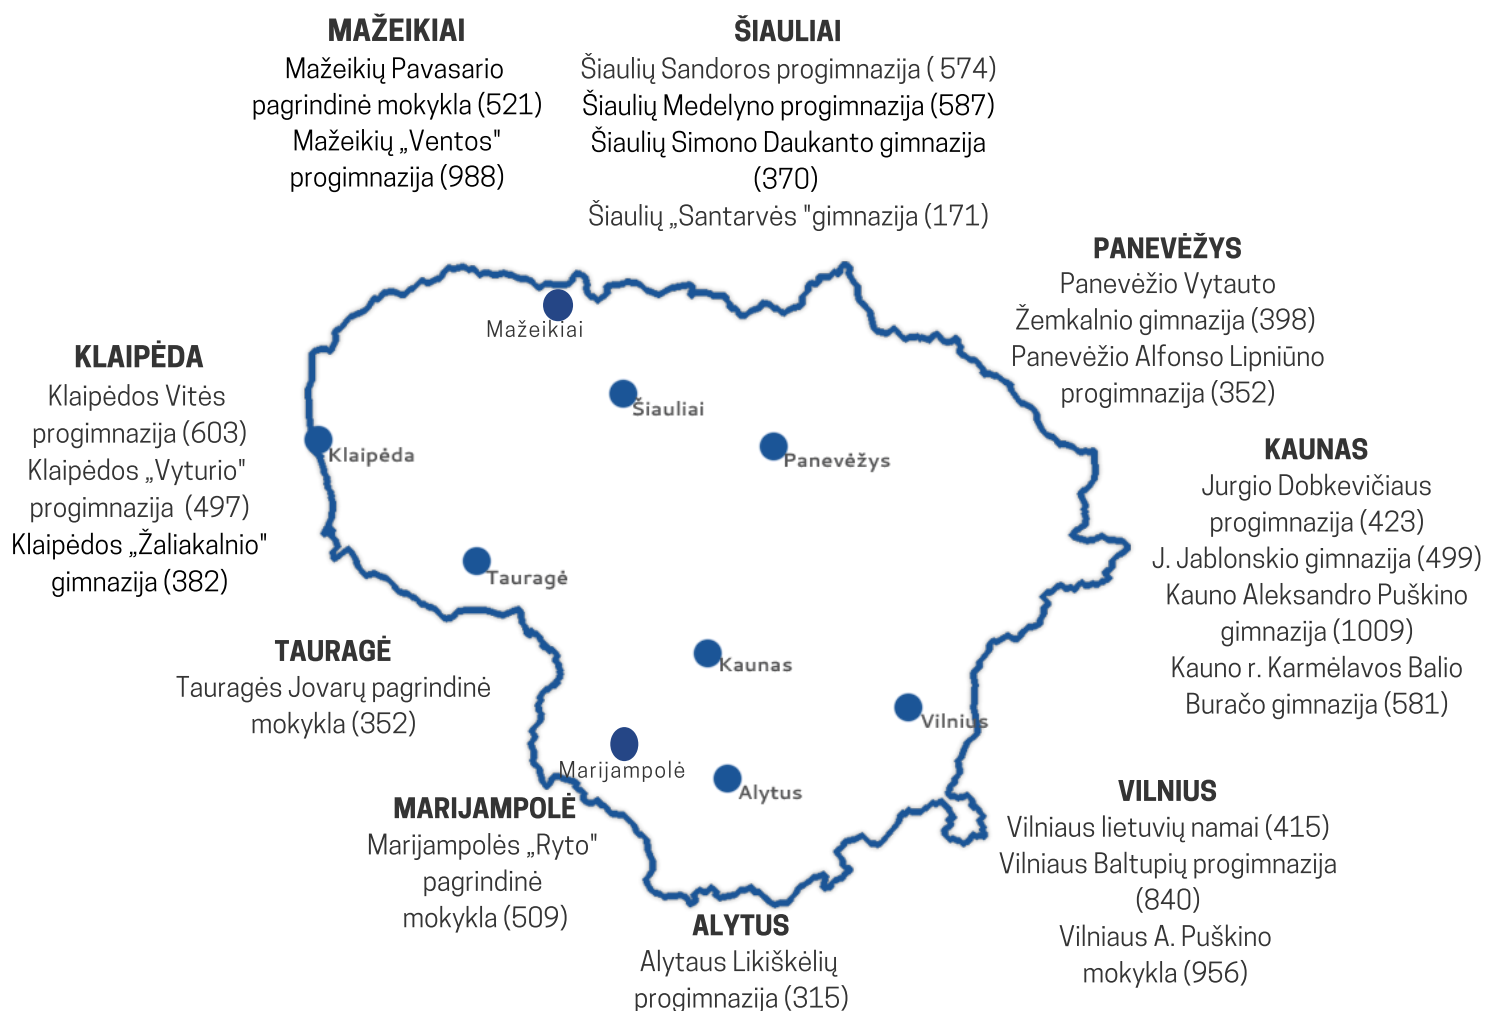 MAŽEIKIAI
Mažeikių Pavasario
pagrindinė mokykla (521)
Mažeikių „Ventos"
progimnazija (988)
ŠIAULIAI
Šiaulių Sandoros progimnazija ( 574)
Šiaulių Medelyno progimnazija (587)
Šiaulių Simono Daukanto gimnazija
(370)
Šiaulių „Santarvės "gimnazija (171)
PANEVĖŽYS
Panevėžio Vytauto
Žemkalnio gimnazija (398)
Panevėžio Alfonso Lipniūno
progimnazija (352)
KLAIPĖDA
Klaipėdos Vitės
progimnazija (603)
Klaipėdos „Vyturio"
progimnazija (497)
Klaipėdos „Žaliakalnio"
gimnazija (382)
KAUNAS
Jurgio Dobkevičiaus
progimnazija (423)
J. Jablonskio gimnazija (499)
Kauno Aleksandro Puškino
gimnazija (1009)
Kauno r. Karmėlavos Balio
Buračo gimnazija (581)
Mažeikiai
Šiauliai
Klaipėda
Panevėžys
Tauragė
Kaunas
Vilnius
Marijampolė
Alytus
TAURAGĖ
Tauragės Jovarų pagrindinė
mokykla (352)
MARIJAMPOLĖ
Marijampolės „Ryto"
pagrindinė
mokykla (509)
ALYTUS
Alytaus Likiškėlių
progimnazija (315)
VILNIUS
Vilniaus lietuvių namai (415)
Vilniaus Baltupių progimnazija
(840)
Vilniaus A. Puškino
mokykla (956)